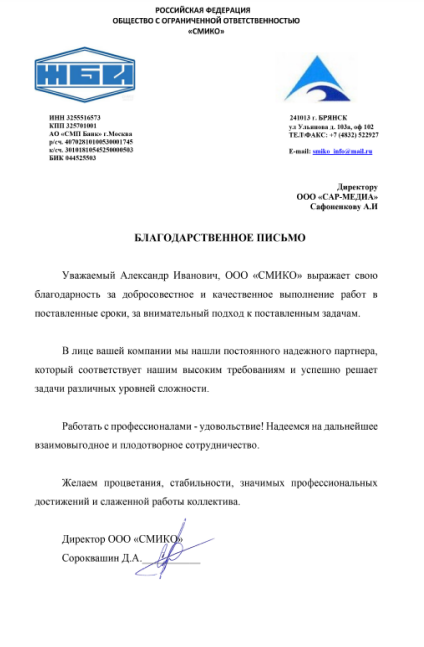 РОССИЙСКАЯ ФЕДЕРАЦИЯ
ОБЩЕСТВО С ОГРАНИЧЕННОЙ ОТВЕТСТВЕННОСТЬЮ
«СМИКО»
ЖБИ
ИНН 3255516573
КПП 325701001
АО «СМП Банк» г.Москва
р/сч. 40702810100530001745
к/сч. 30101810545250000503
БИК 044525503
241013 г. БРЯНСК
ул Ульянова д. 103а, оф 102
ТЕЛ/ФАКС: +7 (4832) 522927
E-mail: smiko_info@mail.ru
Директору
ООО «САР-МЕДИА»
Сафоненкову А.И
БЛАГОДАРСТВЕННОЕ ПИСЬМО
Уважаемый Александр Иванович, ООО «СМИКО» выражает свою
благодарность за добросовестное и качественное выполнение работ в
поставленные сроки, за внимательный подход к поставленным задачам.
В лице вашей компании мы нашли постоянного надежного партнера,
который соответствует нашим высоким требованиям и успешно решает
задачи различных уровней сложности.
Работать с профессионалами - удовольствие! Надеемся на дальнейшее
взаимовыгодное и плодотворное сотрудничество.
Желаем процветания, стабильности, значимых профессиональных
достижений и слаженной работы коллектива.
Директор ООО «СМИКО»
Сороквашин Д.А.